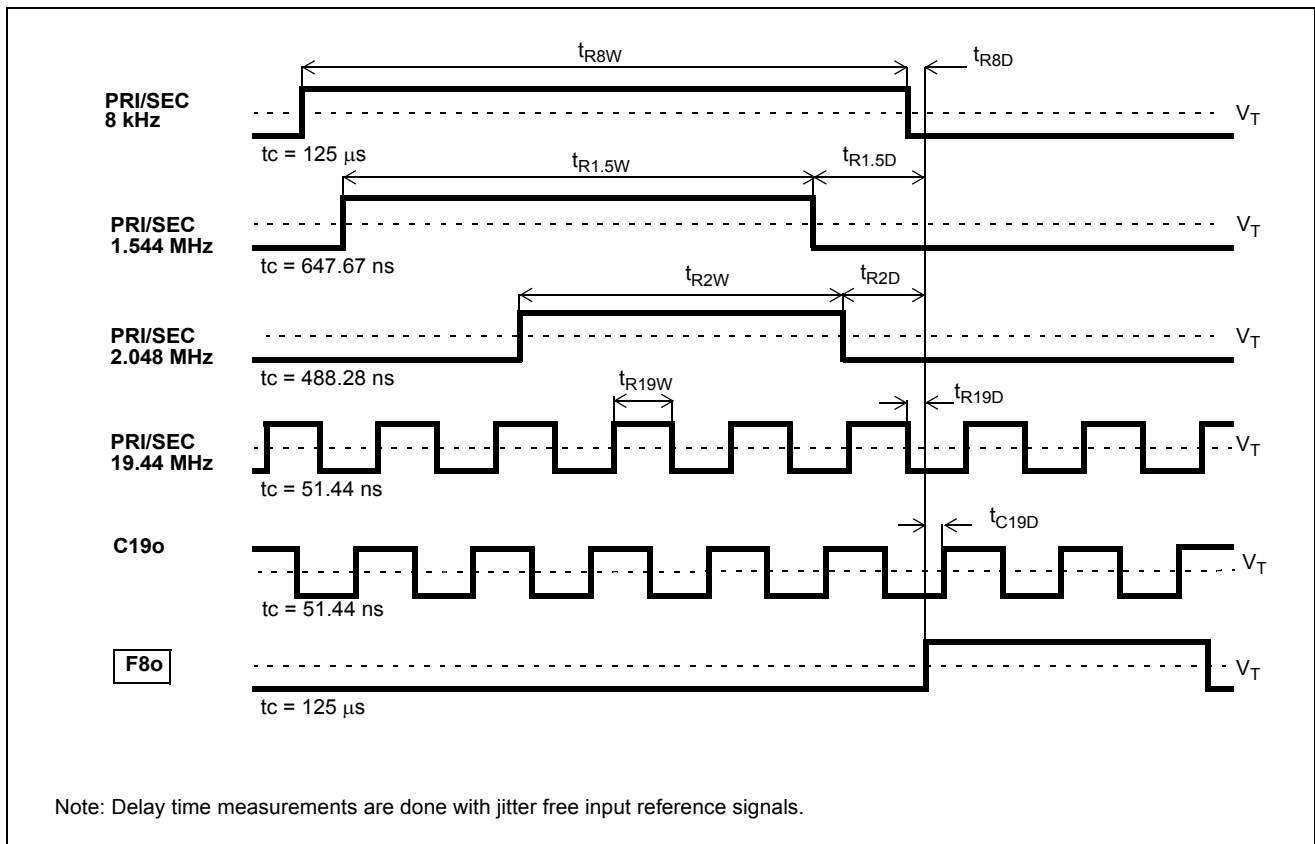 tR8W
tR8D
PRI/SEC
8 kHz
VT
tc = 125 μs
tR1.5W
tR1.5D
PRI/SEC
1.544 MHz
VT
tc = 647.67 ns
tR2W
tR2D
PRI/SEC
2.048 MHz
VT
tc = 488.28 ns
tR19W
tR19D
PRI/SEC
19.44 MHz
VT
tc = 51.44 ns
tC19D
C19o
VT
tc = 51.44 ns
F8o
VT
tc = 125 μs
Note: Delay time measurements are done with jitter free input reference signals.